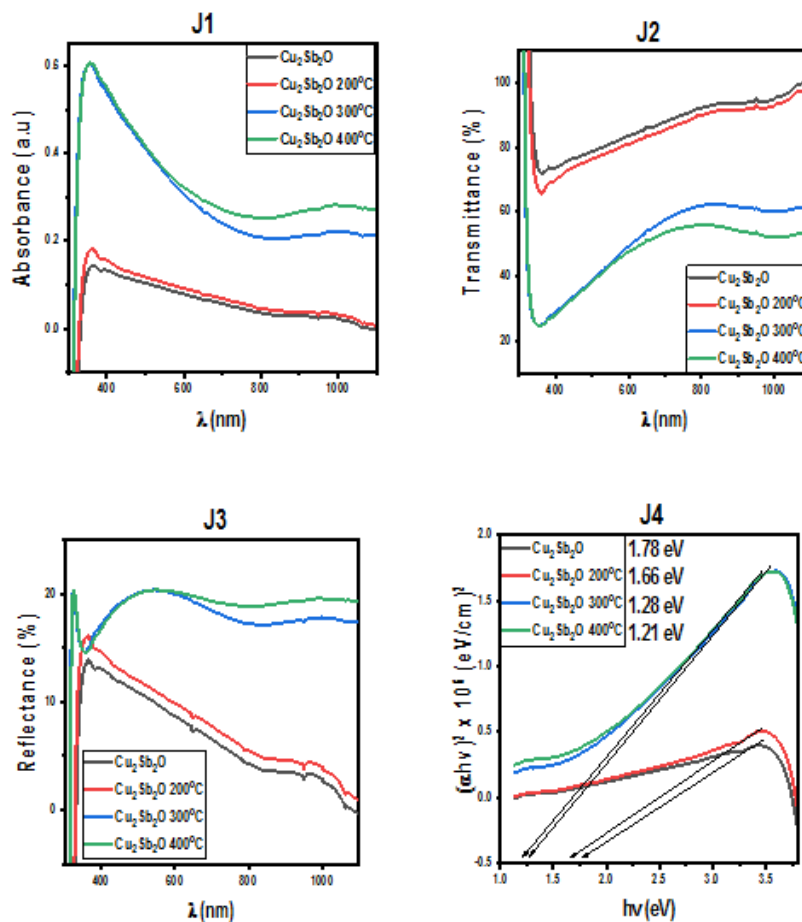 J1
Cu₂Sb₂O
Cu₂Sb₂O 200°C
Cu₂Sb₂O 300°C
Cu₂Sb₂O 400°C
0.6
0.4
0.2
0.0
Absorbance (a.u)
400 600 800 1000
λ (nm)
J2
100
80
60
40
20
Transmittance (%)
Cu₂Sb₂O
Cu₂Sb₂O 200°C
Cu₂Sb₂O 300°C
Cu₂Sb₂O 400°C
400 600 800 1000
λ (nm)
J3
20
10
0
Reflectance (%)
Cu₂Sb₂O
Cu₂Sb₂O 200°C
Cu₂Sb₂O 300°C
Cu₂Sb₂O 400°C
400 600 800 1000
λ (nm)
J4
Cu₂Sb₂O 1.78 eV
Cu₂Sb₂O 200°C 1.66 eV
Cu₂Sb₂O 300°C 1.28 eV
Cu₂Sb₂O 400°C 1.21 eV
2.0
1.5
1.0
0.5
0.0
-0.5
(αhν)² x 10⁶ (eV/cm)²
1.0 1.5 2.0 2.5 3.0 3.5
hν (eV)